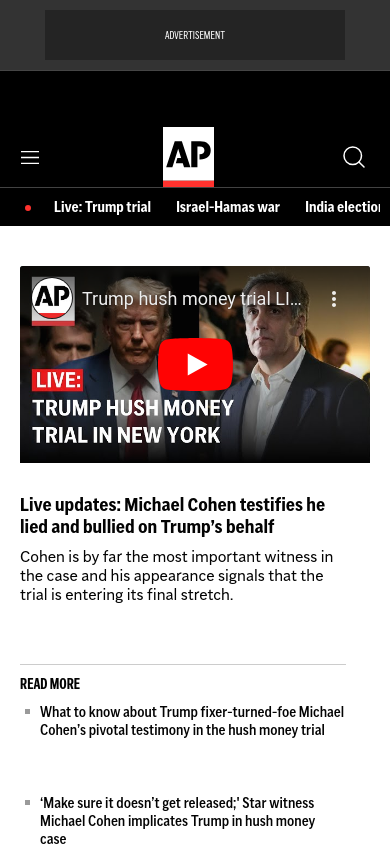 ADVERTISEMENT
AP
Live: Trump trial Israel-Hamas war India election
AP Trump hush money trial LI...
LIVE:
TRUMP HUSH MONEY
TRIAL IN NEW YORK
Live updates: Michael Cohen testifies he
lied and bullied on Trump’s behalf
Cohen is by far the most important witness in
the case and his appearance signals that the
trial is entering its final stretch.
READ MORE
What to know about Trump fixer-turned-foe Michael
Cohen’s pivotal testimony in the hush money trial
‘Make sure it doesn’t get released;' Star witness
Michael Cohen implicates Trump in hush money
case